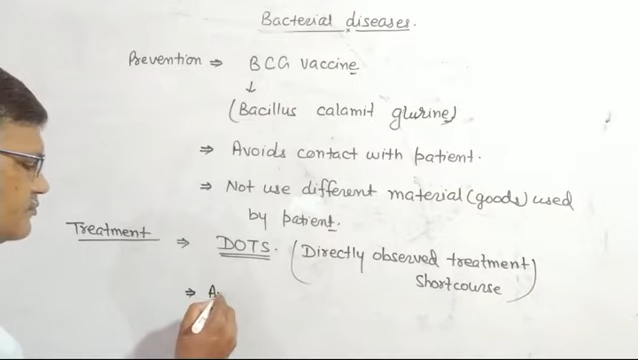 Bacterial diseases.
Prevention ⇒ BCG vaccine
↓
(Bacillus calamit glurine)
⇒ Avoids contact with patient.
⇒ Not use different material (goods) used
by patient.
Treatment ⇒ DOTS. (Directly observed treatment
Shortcourse)
⇒ A